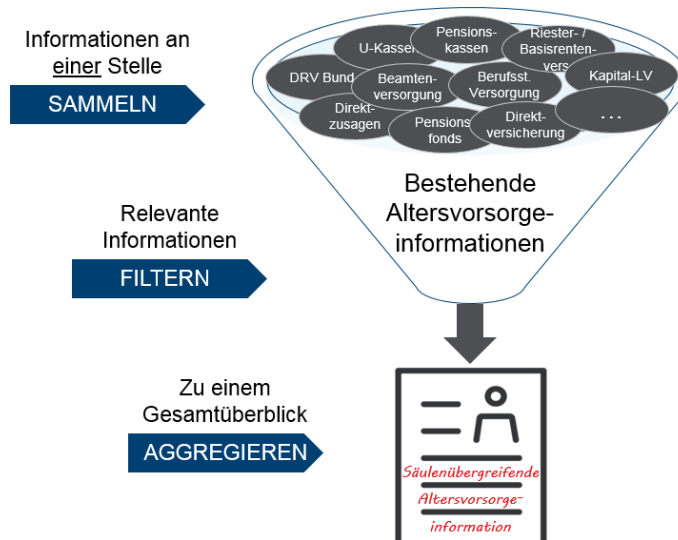 Informationen an
einer Stelle
SAMMELN
U-Kassen
Pensions-
kassen
Riester- /
Basisrenten-
vers.
DRV Bund
Beamten-
versorgung
Berufsst.
Versorgung
Kapital-LV
Direkt-
zusagen
Pensions
fonds
Direkt-
versicherung
...
Bestehende
Altersvorsorge-
informationen
Relevante
Informationen
FILTERN
Zu einem
Gesamtüberblick
AGGREGIEREN
Säulenübergreifende
Altersvorsorge-
information